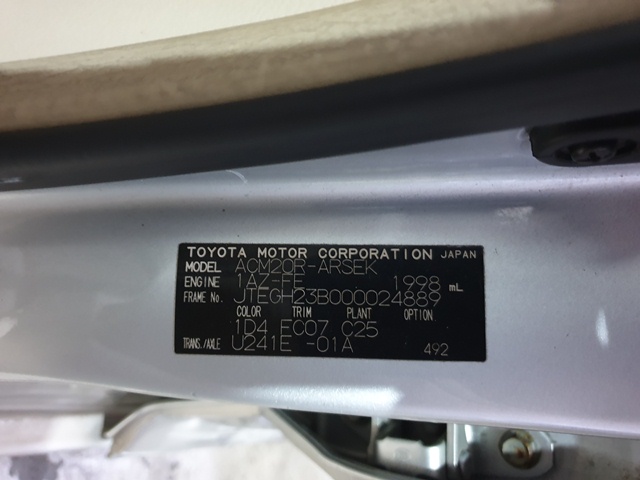 TOYOTA MOTOR CORPORATION JAPAN
MODEL ACM20R-ARSEK
ENGINE 1AZ-FE 1998 mL
FRAME No. JTEGH23B000024889
COLOR TRIM PLANT OPTION
1D4 EC07 C25
TRANS./AXLE U241E -01A 492